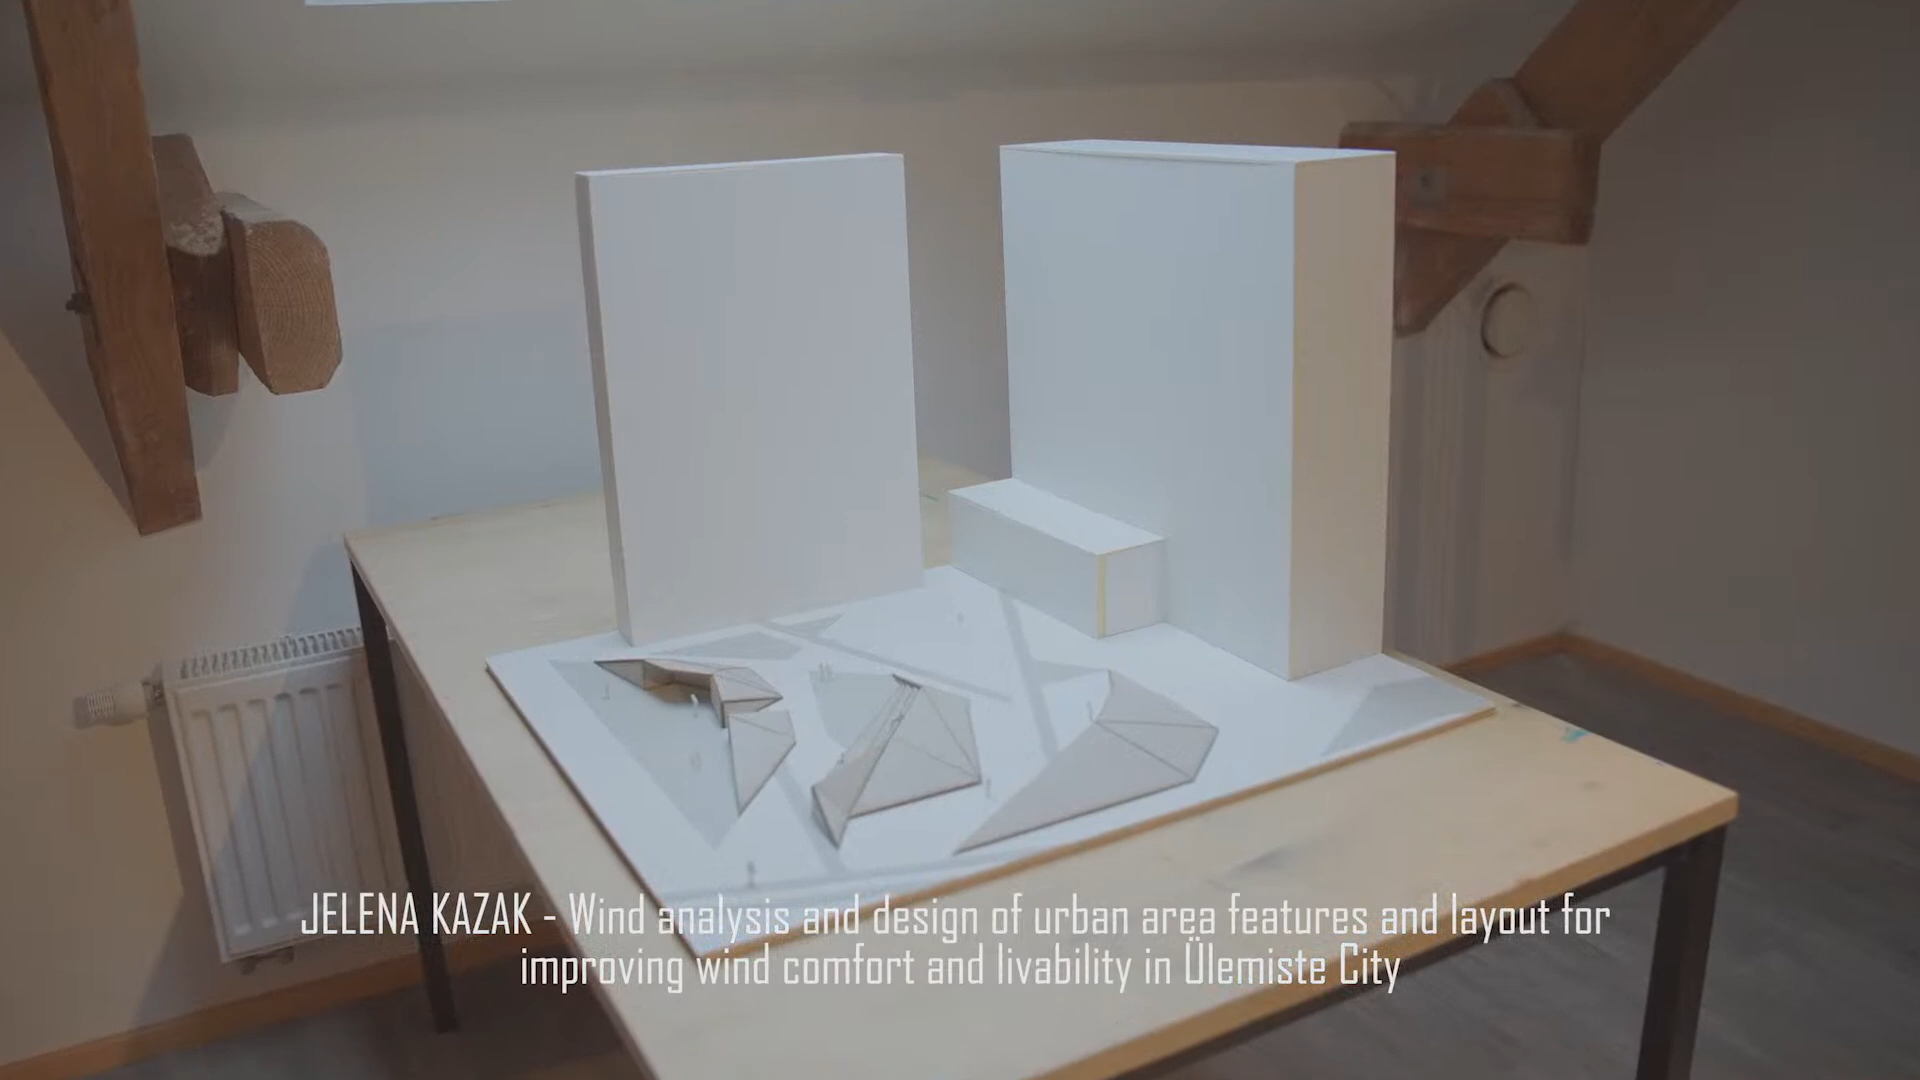 JELENA KAZAK - Wind analysis and design of urban area features and layout for
improving wind comfort and livability in Ülemiste City